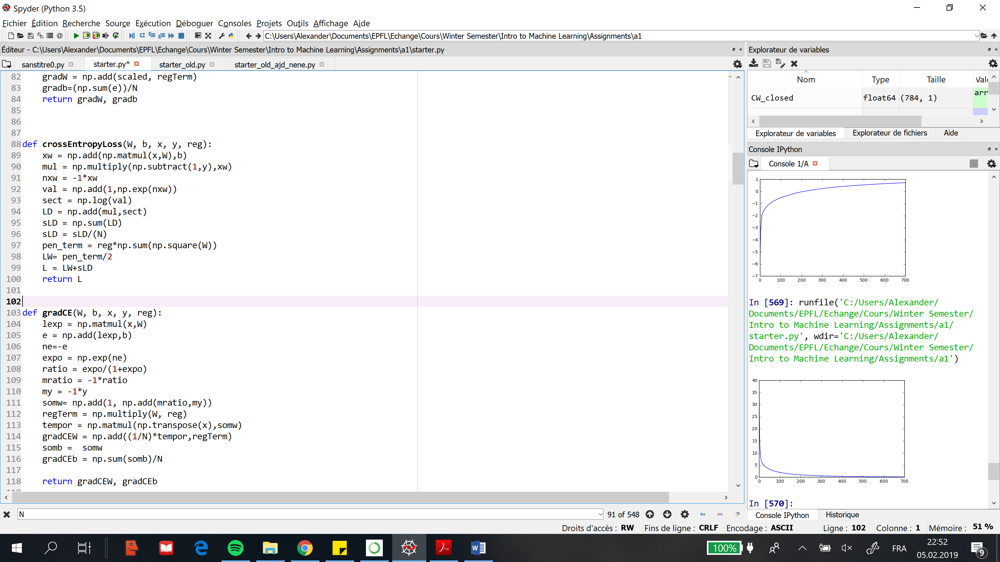 Spyder (Python 3.5)
Fichier Édition Recherche Source Exécution Déboguer Consoles Projets Outils Affichage Aide
C:\Users\Alexander\Documents\EPFL\Echange\Cours\Winter Semester\Intro to Machine Learning\Assignments\a1
Éditeur - C:\Users\Alexander\Documents\EPFL\Echange\Cours\Winter Semester\Intro to Machine Learning\Assignments\a1\starter.py
sanstitre0.py starter.py* starter_old.py starter_old_ajd_nene.py
82 gradW = np.add(scaled, regTerm)
83 gradb=(np.sum(e))/N
84 return gradW, gradb
85
86
87
88 def crossEntropyLoss(W, b, x, y, reg):
89 xw = np.add(np.matmul(x,W),b)
90 mul = np.multiply(np.subtract(1,y),xw)
91 nxw = -1*xw
92 val = np.add(1,np.exp(nxw))
93 sect = np.log(val)
94 LD = np.add(mul,sect)
95 sLD = np.sum(LD)
96 sLD = sLD/(N)
97 pen_term = reg*np.sum(np.square(W))
98 LW= pen_term/2
99 L = LW+sLD
100 return L
101
102
103 def gradCE(W, b, x, y, reg):
104 lexp = np.matmul(x,W)
105 e = np.add(lexp,b)
106 ne=-e
107 expo = np.exp(ne)
108 ratio = expo/(1+expo)
109 mratio = -1*ratio
110 my = -1*y
111 somw= np.add(1, np.add(mratio,my))
112 regTerm = np.multiply(W, reg)
113 tempor = np.matmul(np.transpose(x),somw)
114 gradCEW = np.add((1/N)*tempor,regTerm)
115 somb =  somw
116 gradCEb = np.sum(somb)/N
117
118 return gradCEW, gradCEb
N
91 of 548
Aa
Explorateur de variables
Nom Type Taille Vale
CW_closed float64 (784, 1) arr
Explorateur de variables Explorateur de fichiers Aide
Console IPython
Console 1/A
1
0
−1
−2
−3
−4
−5
−6
−7
0 100 200 300 400 500 600 700
In [569]: runfile('C:/Users/Alexander/
Documents/EPFL/Echange/Cours/Winter Semester/
Intro to Machine Learning/Assignments/a1/
starter.py', wdir='C:/Users/Alexander/
Documents/EPFL/Echange/Cours/Winter Semester/
Intro to Machine Learning/Assignments/a1')
40
35
30
25
20
15
10
5
0
0 100 200 300 400 500 600 700
In [570]:
Console IPython Historique
Droits d'accès : RW Fins de ligne : CRLF Encodage : ASCII Ligne : 102 Colonne : 1 Mémoire : 51 %
100% FRA
22:52
05.02.2019
9